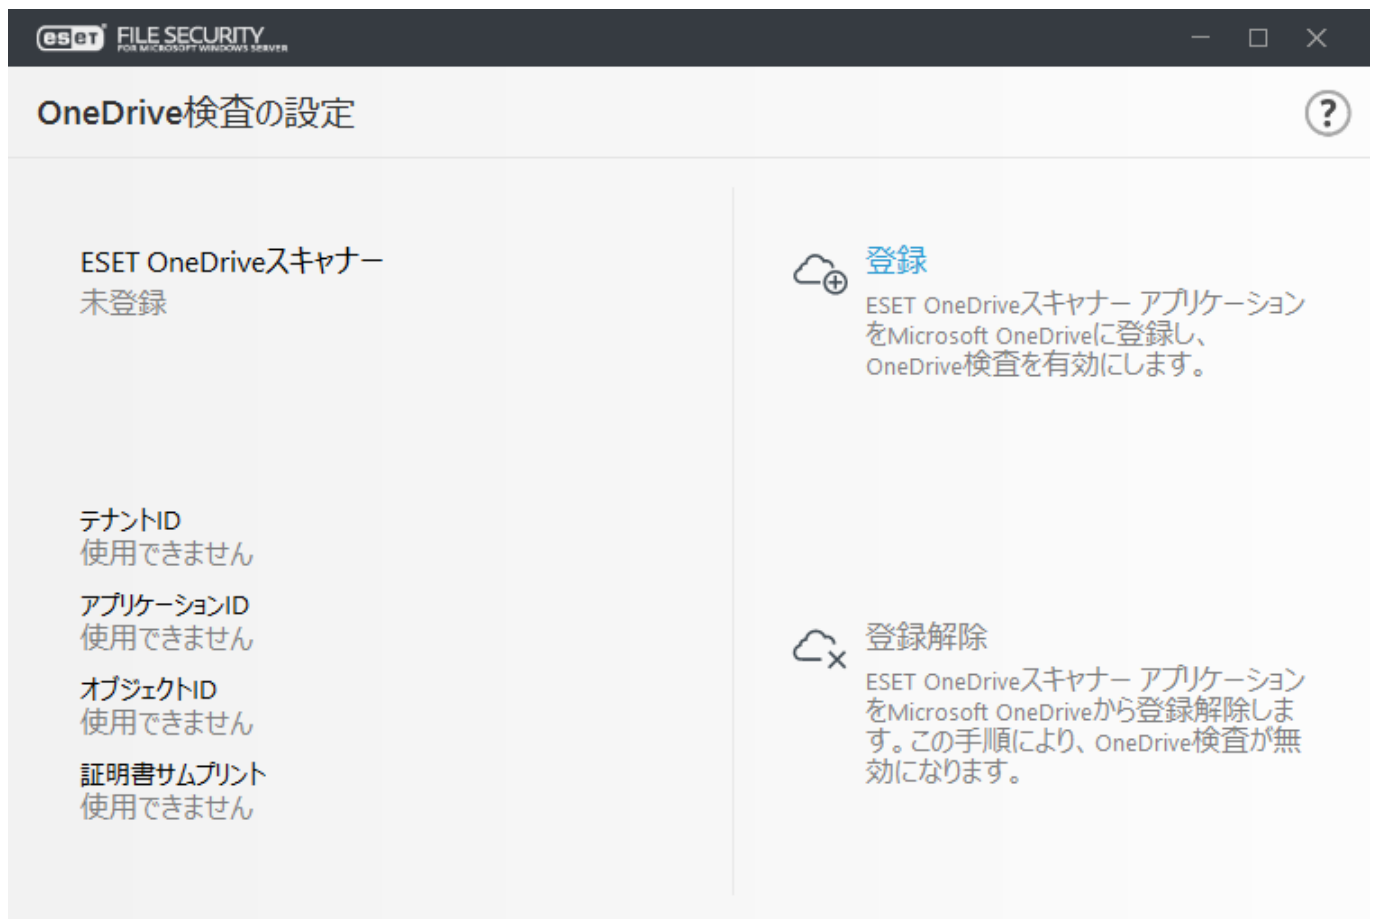 eset FILE SECURITY
FOR MICROSOFT WINDOWS SERVER
OneDrive検査の設定
?
ESET OneDriveスキャナー
未登録
テナントID
使用できません
アプリケーションID
使用できません
オブジェクトID
使用できません
証明書サムプリント
使用できません
登録
ESET OneDriveスキャナー アプリケーション
をMicrosoft OneDriveに登録し、
OneDrive検査を有効にします。
登録解除
ESET OneDriveスキャナー アプリケーション
をMicrosoft OneDriveから登録解除しま
す。この手順により、OneDrive検査が無
効になります。